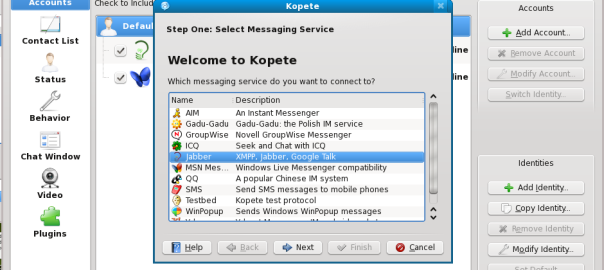 Accounts
Contact List
Status
Behavior
Chat Window
Video
Plugins
Check to Includ
Defau
Kopete
Step One: Select Messaging Service
Welcome to Kopete
Which messaging service do you want to connect to?
Name Description
AIM An Instant Messenger
Gadu-Gadu Gadu-Gadu: the Polish IM service
GroupWise Novell GroupWise Messenger
ICQ Seek and Chat with ICQ
Jabber XMPP, Jabber, Google Talk
MSN Mes... Windows Live Messenger compatibility
QQ A popular Chinese IM system
SMS Send SMS messages to mobile phones
Testbed Kopete test protocol
WinPopup Sends Windows WinPopup messages
Help Back Next Finish Cancel
line
line
Accounts
Add Account...
Remove Account
Modify Account...
Switch Identity...
Identities
Add Identity...
Copy Identity...
Remove Identity
Modify Identity...
Set Default